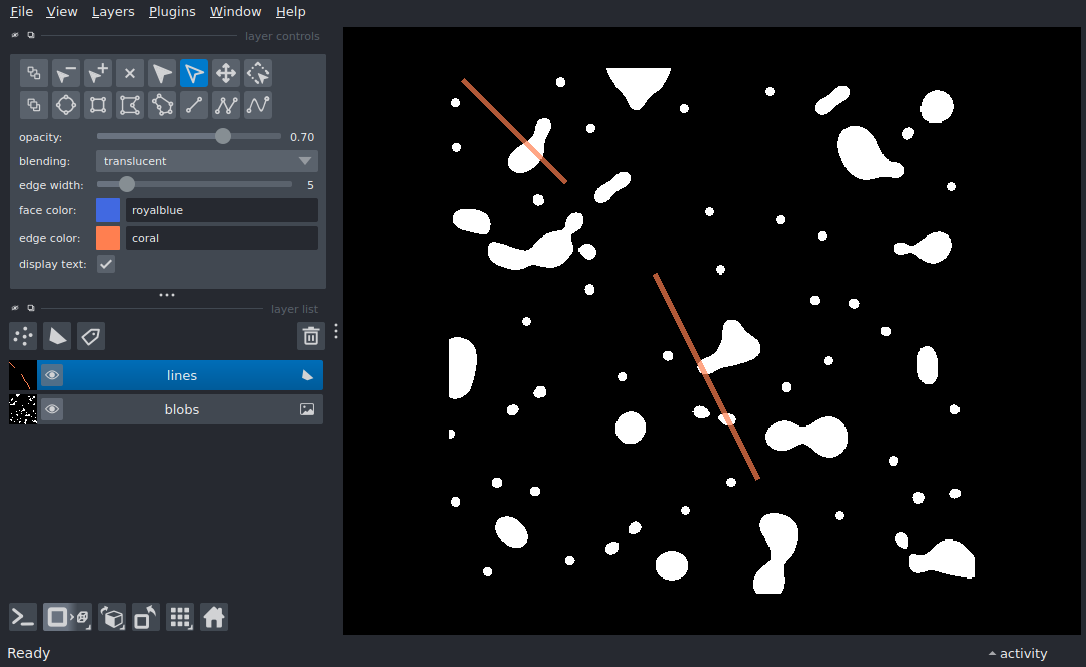 File View Layers Plugins Window Help
layer controls
opacity: 0.70
blending: translucent
edge width: 5
face color: royalblue
edge color: coral
display text:
layer list
lines
blobs
Ready
activity